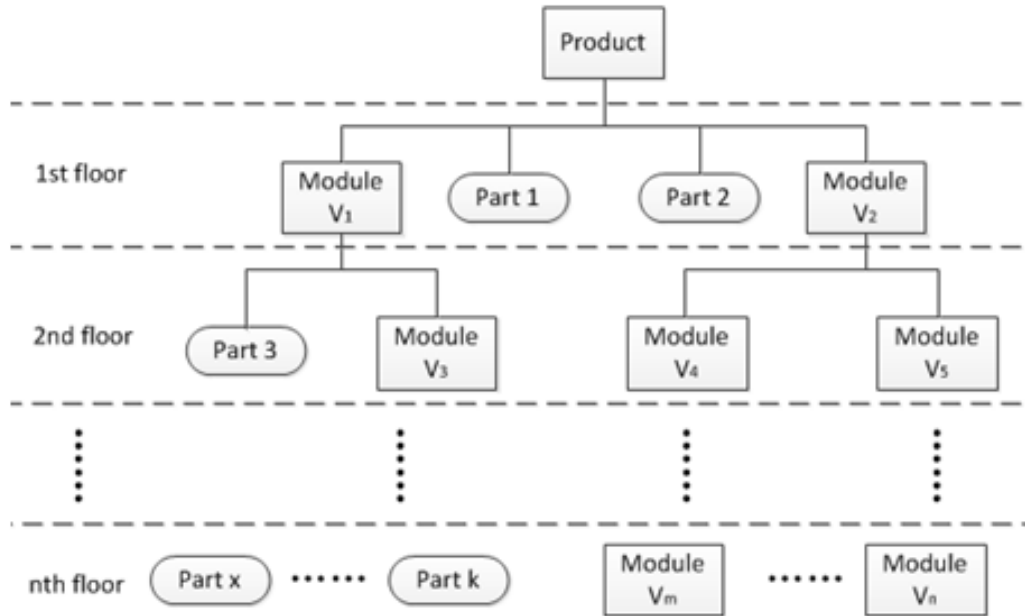 Product
1st floor
Module
V₁
Part 1
Part 2
Module
V₂
2nd floor
Part 3
Module
V₃
Module
V₄
Module
V₅
nth floor
Part x
......
Part k
Module
Vₘ
......
Module
Vₙ